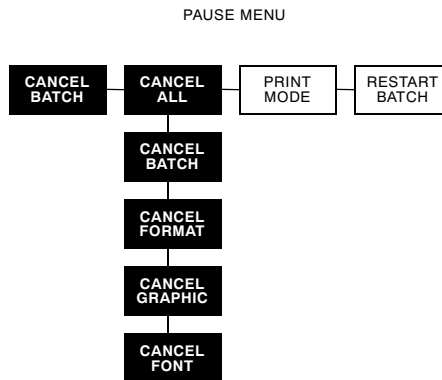 PAUSE MENU
CANCEL
BATCH
CANCEL
ALL
PRINT
MODE
RESTART
BATCH
CANCEL
BATCH
CANCEL
FORMAT
CANCEL
GRAPHIC
CANCEL
FONT